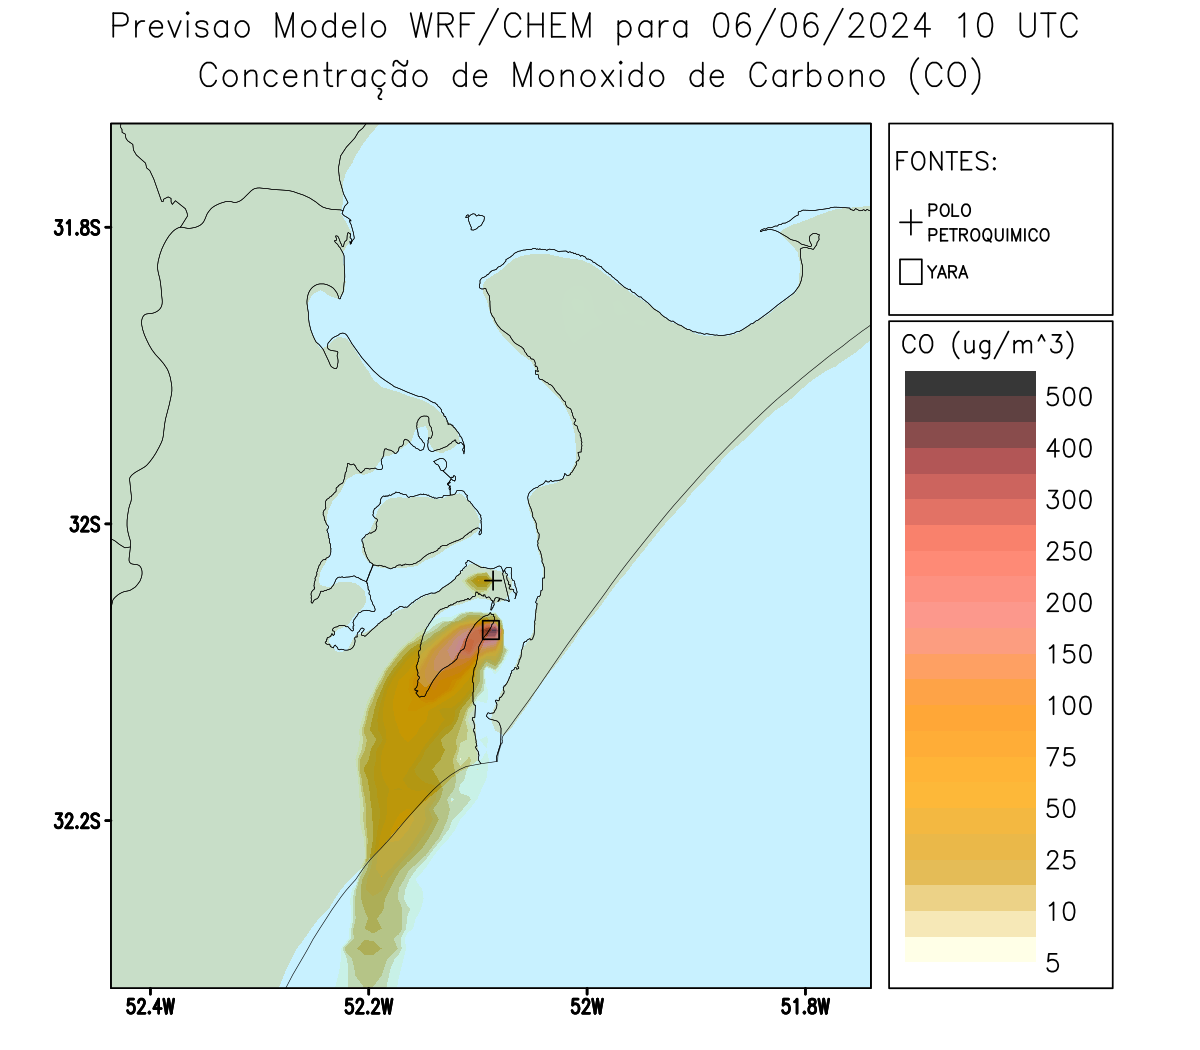 Previsao Modelo WRF/CHEM para 06/06/2024 10 UTC
Concentração de Monoxido de Carbono (CO)
FONTES:
POLO
PETROQUIMICO
YARA
CO (ug/m^3)
500
400
300
250
200
150
100
75
50
25
10
5
31.8S
32S
32.2S
52.4W
52.2W
52W
51.8W